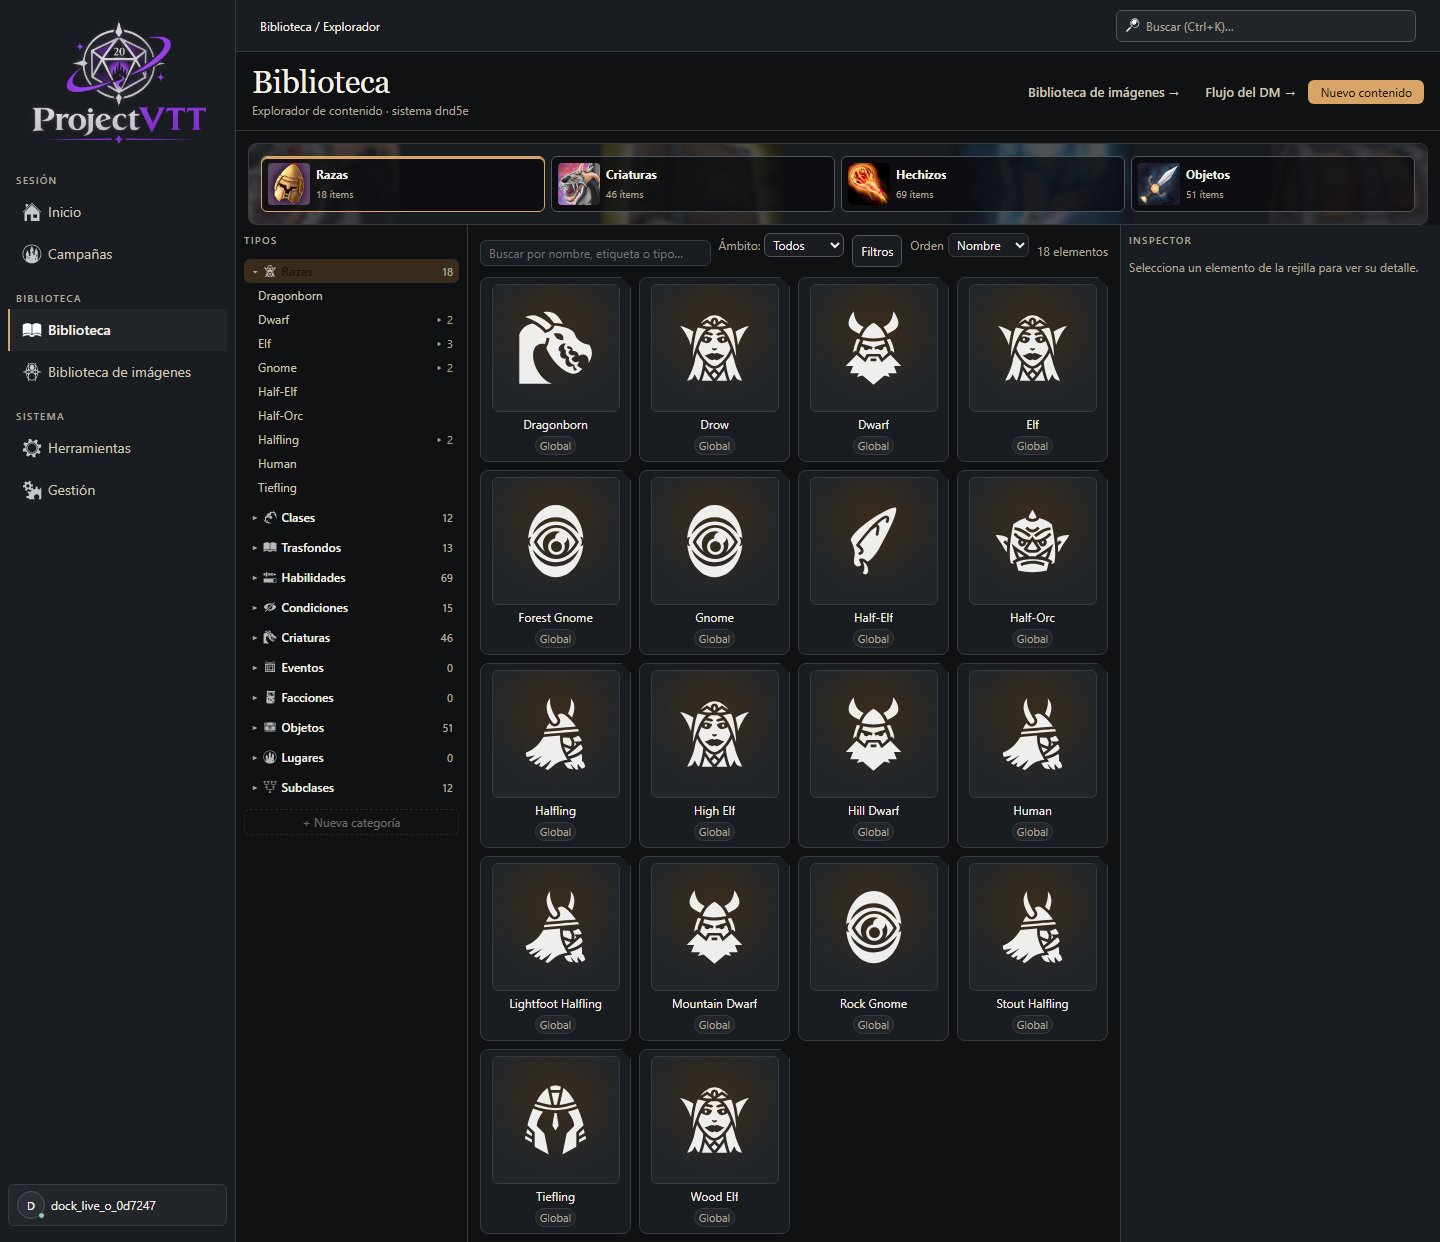 20
ProjectVTT
SESIÓN
Inicio
Campañas
BIBLIOTECA
Biblioteca
Biblioteca de imágenes
SISTEMA
Herramientas
Gestión
D
dock_live_o_0d7247
Biblioteca / Explorador
Buscar (Ctrl+K)...
Biblioteca
Explorador de contenido · sistema dnd5e
Biblioteca de imágenes →
Flujo del DM →
Nuevo contenido
Razas
18 ítems
Criaturas
46 ítems
Hechizos
69 ítems
Objetos
51 ítems
TIPOS
Razas 18
Dragonborn
Dwarf 2
Elf 3
Gnome 2
Half-Elf
Half-Orc
Halfling 2
Human
Tiefling
Clases 12
Trasfondos 13
Habilidades 69
Condiciones 15
Criaturas 46
Eventos 0
Facciones 0
Objetos 51
Lugares 0
Subclases 12
+ Nueva categoría
Buscar por nombre, etiqueta o tipo...
Ámbito: Todos
Filtros
Orden Nombre
18 elementos
Dragonborn
Global
Drow
Global
Dwarf
Global
Elf
Global
Forest Gnome
Global
Gnome
Global
Half-Elf
Global
Half-Orc
Global
Halfling
Global
High Elf
Global
Hill Dwarf
Global
Human
Global
Lightfoot Halfling
Global
Mountain Dwarf
Global
Rock Gnome
Global
Stout Halfling
Global
Tiefling
Global
Wood Elf
Global
INSPECTOR
Selecciona un elemento de la rejilla para ver su detalle.